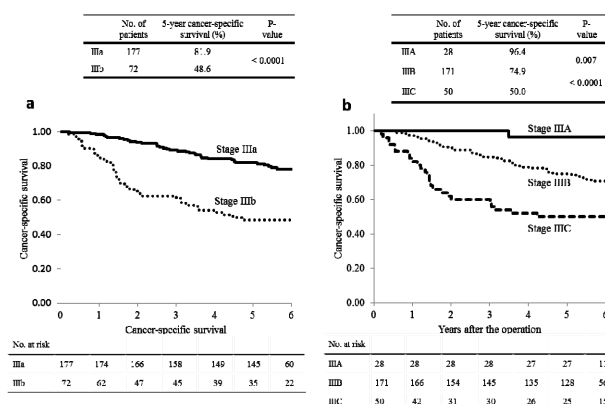 No. of patients 5-year cancer-specific survival (%) P-value
IIIa 177 81.9
< 0.0001
IIIb 72 48.6
a
1.00
0.80
0.60
0.40
0.20
0.00
Cancer-specific survival
Stage IIIa
Stage IIIb
0 1 2 3 4 5 6
Cancer-specific survival
No. at risk
IIIa 177 174 166 158 149 145 60
IIIb 72 62 47 45 39 35 22
No. of patients 5-year cancer-specific survival (%) P-value
IIIA 28 96.4
0.007
IIIB 171 74.9
< 0.0001
IIIC 50 50.0
b
1.00
0.80
0.60
0.40
0.20
0.00
Cancer-specific survival
Stage IIIA
Stage IIIB
Stage IIIC
0 1 2 3 4 5 6
Years after the operation
No. at risk
IIIA 28 28 28 28 27 27
IIIB 171 166 154 145 135 128
IIIC 50 42 31 30 26 25